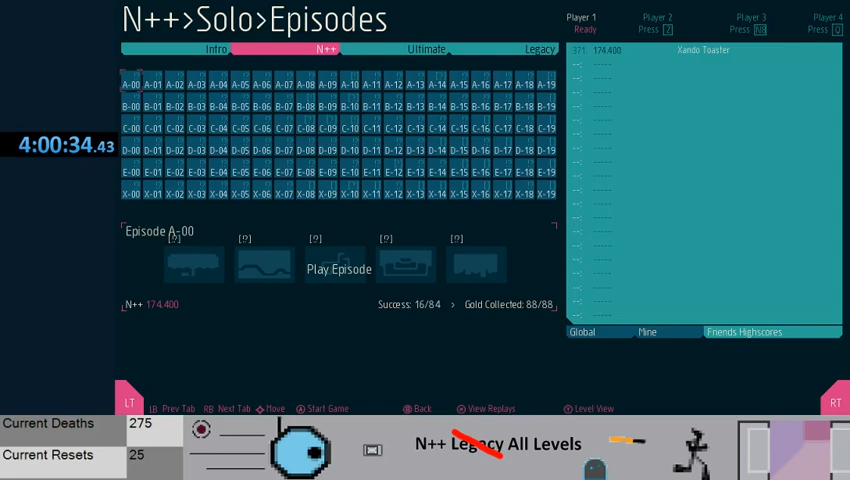 N++>Solo>Episodes
Player 1
Ready
Player 2
Press [Z]
Player 3
Press [N8]
Player 4
Press [Q]
Intro N++ Ultimate Legacy
371. 174.400 Xando Toaster
A-00 A-01 A-02 A-03 A-04 A-05 A-06 A-07 A-08 A-09 A-10 A-11 A-12 A-13 A-14 A-15 A-16 A-17 A-18 A-19
B-00 B-01 B-02 B-03 B-04 B-05 B-06 B-07 B-08 B-09 B-10 B-11 B-12 B-13 B-14 B-15 B-16 B-17 B-18 B-19
C-00 C-01 C-02 C-03 C-04 C-05 C-06 C-07 C-08 C-09 C-10 C-11 C-12 C-13 C-14 C-15 C-16 C-17 C-18 C-19
4:00:34.43
D-00 D-01 D-02 D-03 D-04 D-05 D-06 D-07 D-08 D-09 D-10 D-11 D-12 D-13 D-14 D-15 D-16 D-17 D-18 D-19
E-00 E-01 E-02 E-03 E-04 E-05 E-06 E-07 E-08 E-09 E-10 E-11 E-12 E-13 E-14 E-15 E-16 E-17 E-18 E-19
X-00 X-01 X-02 X-03 X-04 X-05 X-06 X-07 X-08 X-09 X-10 X-11 X-12 X-13 X-14 X-15 X-16 X-17 X-18 X-19
Episode A-00
[!?] [!?] [!?] [!?] [!?]
Play Episode
N++ 174.400 Success: 16/84 > Gold Collected: 88/88
Global Mine Friends Highscores
LT LB Prev Tab RB Next Tab Move A Start Game B Back X View Replays Y Level View RT
Current Deaths 275
Current Resets 25
N++ Legacy All Levels